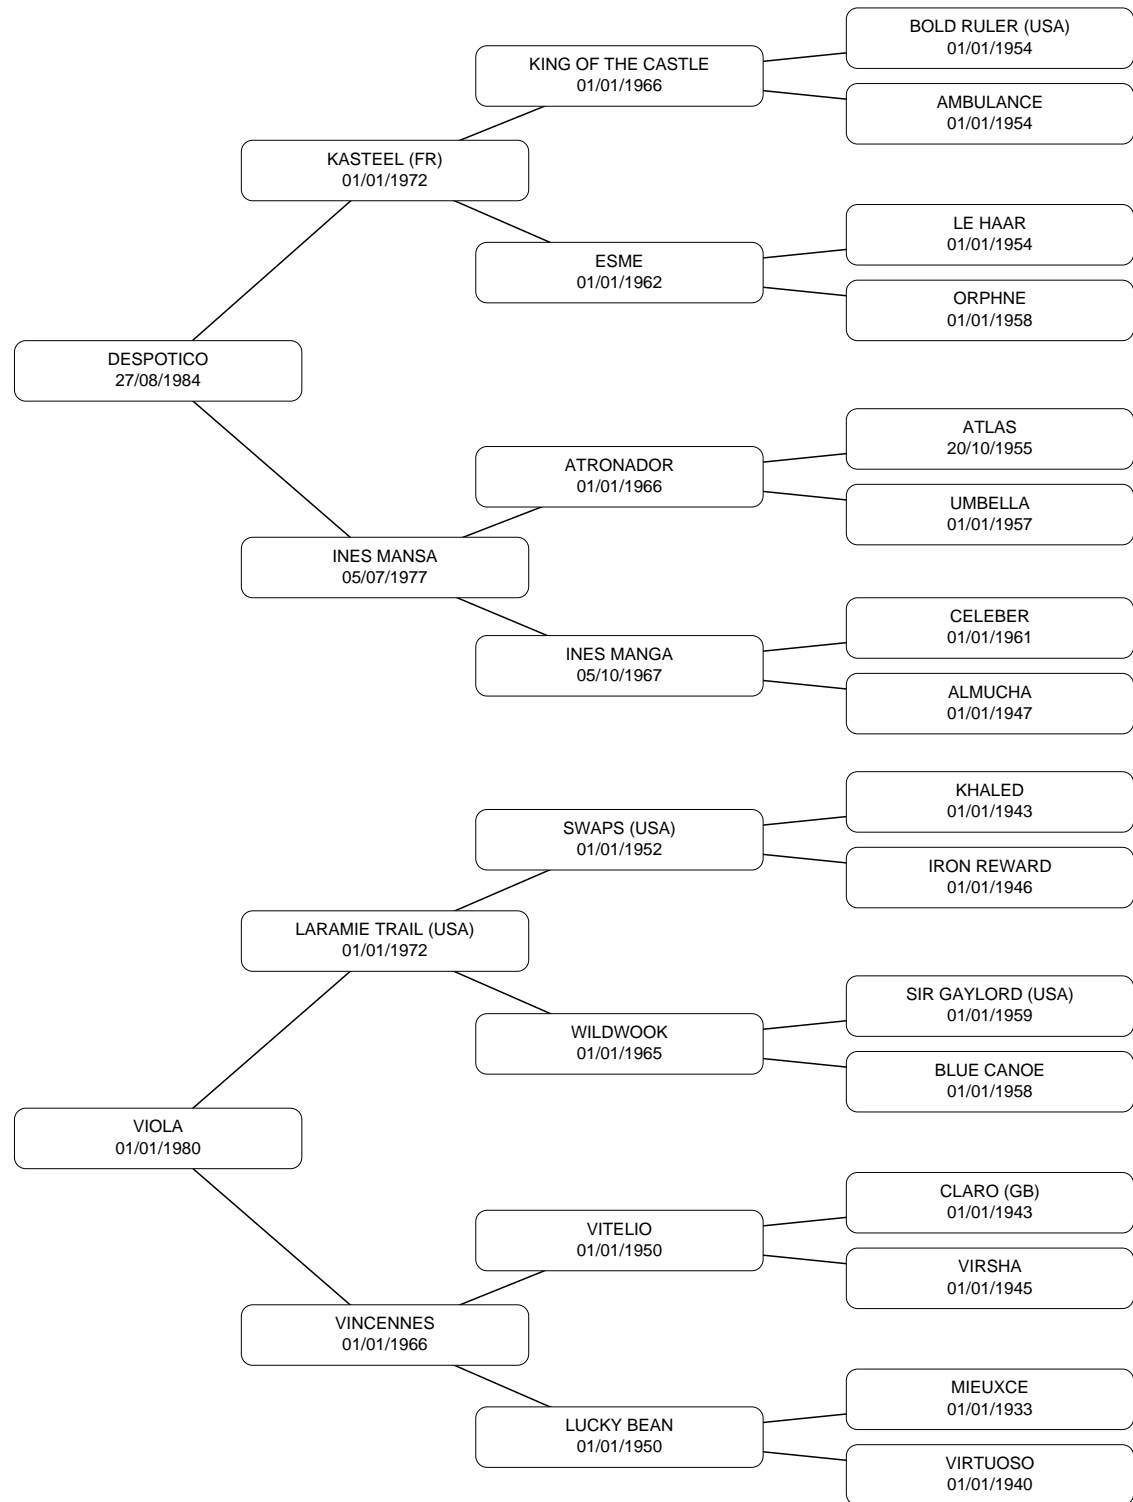 BOLD RULER (USA)
01/01/1954
KING OF THE CASTLE
01/01/1966
AMBULANCE
01/01/1954
KASTEEL (FR)
01/01/1972
LE HAAR
01/01/1954
ESME
01/01/1962
ORPHNE
01/01/1958
DESPOTICO
27/08/1984
ATLAS
20/10/1955
ATRONADOR
01/01/1966
UMBELLA
01/01/1957
INES MANSA
05/07/1977
CELEBER
01/01/1961
INES MANGA
05/10/1967
ALMUCHA
01/01/1947
KHALED
01/01/1943
SWAPS (USA)
01/01/1952
IRON REWARD
01/01/1946
LARAMIE TRAIL (USA)
01/01/1972
SIR GAYLORD (USA)
01/01/1959
WILDWOOK
01/01/1965
BLUE CANOE
01/01/1958
VIOLA
01/01/1980
CLARO (GB)
01/01/1943
VITELIO
01/01/1950
VIRSHA
01/01/1945
VINCENNES
01/01/1966
MIEUXCE
01/01/1933
LUCKY BEAN
01/01/1950
VIRTUOSO
01/01/1940